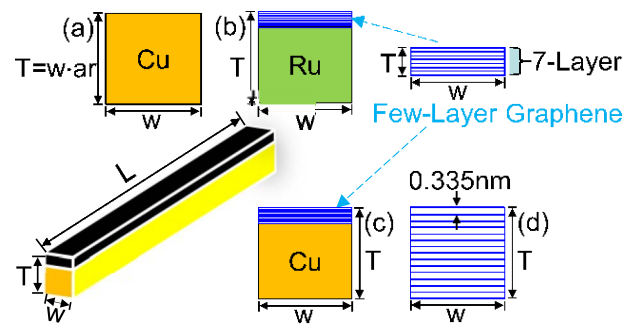 (a)
T=w·ar
Cu
w
(b)
T
Ru
w
T
7-Layer
w
Few-Layer Graphene
L
T
w
(c)
Cu
T
w
0.335nm
(d)
T
w